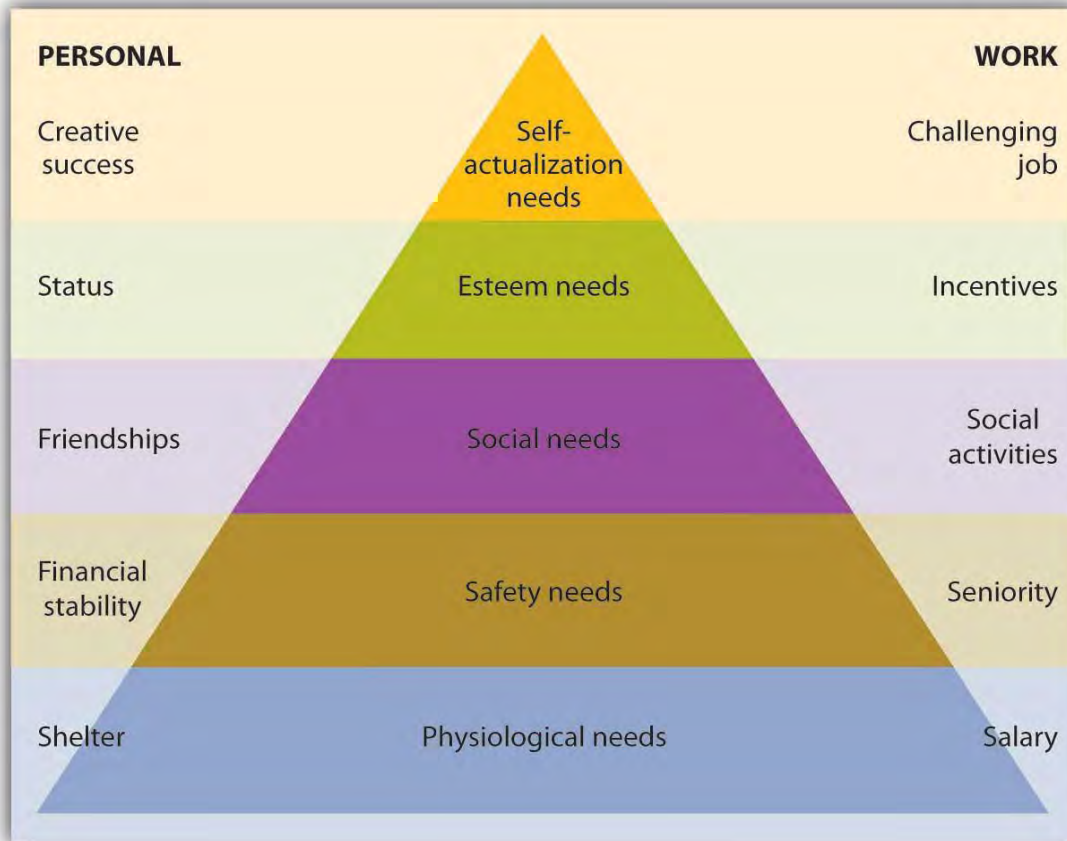 PERSONAL
WORK
Creative
success
Self-
actualization
needs
Challenging
job
Status
Esteem needs
Incentives
Friendships
Social needs
Social
activities
Financial
stability
Safety needs
Seniority
Shelter
Physiological needs
Salary